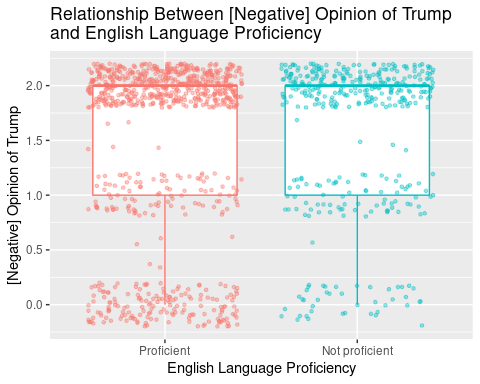 Relationship Between [Negative] Opinion of Trump
and English Language Proficiency
[Negative] Opinion of Trump
2.0
1.5
1.0
0.5
0.0
Proficient
Not proficient
English Language Proficiency